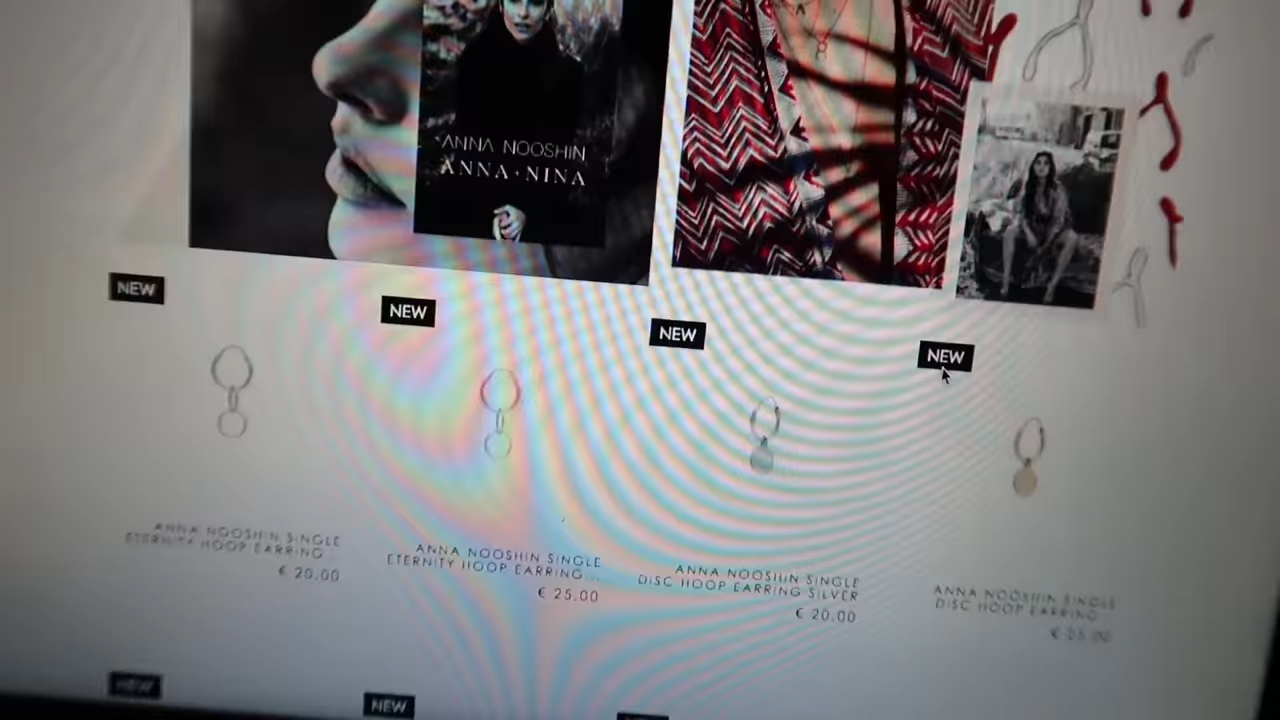 ANNA NOOSHIN
ANNA+NINA
NEW
NEW
NEW
NEW
ANNA NOOSHIN SINGLE
ETERNITY HOOP EARRING...
€ 20.00
ANNA NOOSHIN SINGLE
ETERNITY HOOP EARRING...
€ 25.00
ANNA NOOSHIN SINGLE
DISC HOOP EARRING SILVER
€ 20.00
ANNA NOOSHIN SINGLE
DISC HOOP EARRING...
€ 25.00
NEW
NEW